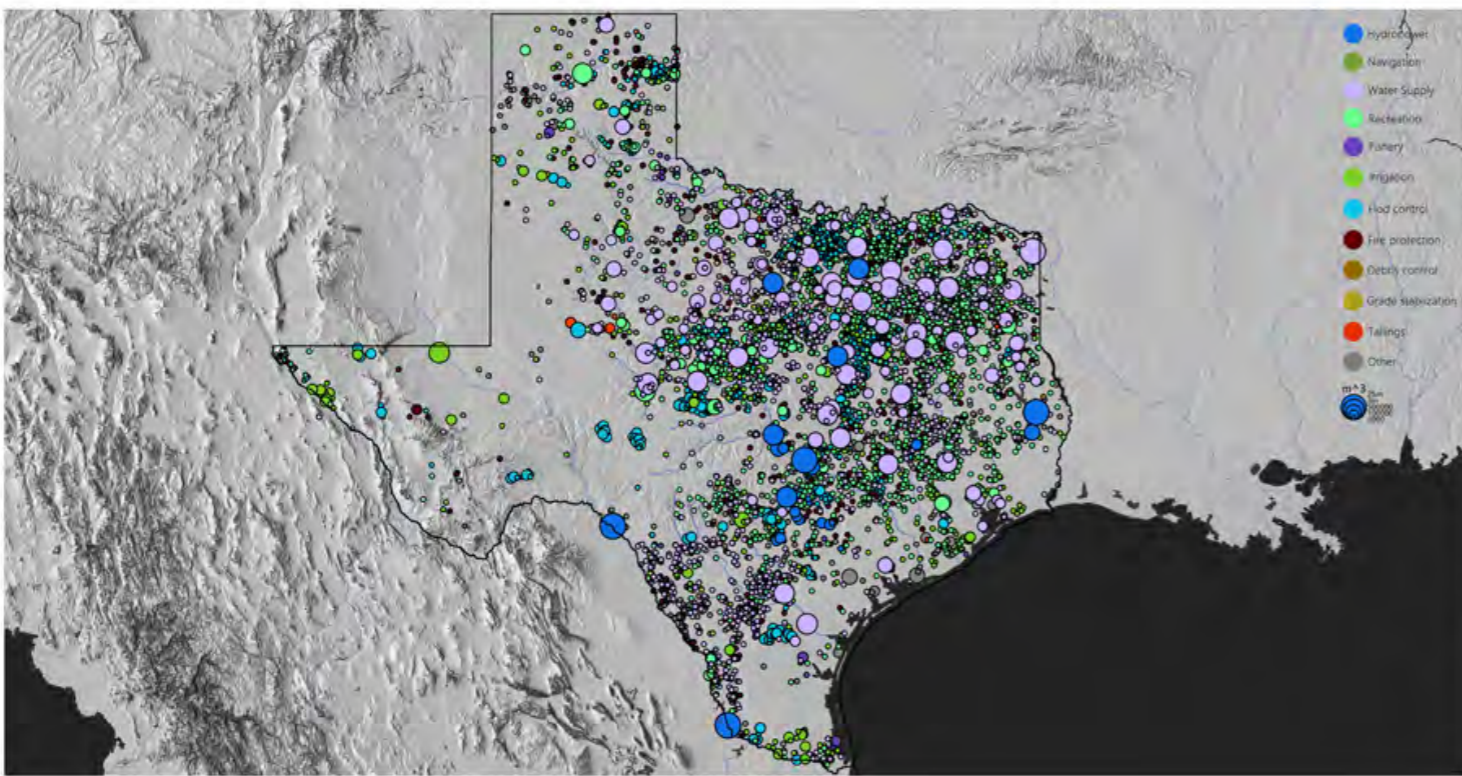 Hydropower
Navigation
Water Supply
Recreation
Fishery
Irrigation
Flod control
Fire protection
Debris control
Grade stabilization
Tailings
Other
m^3